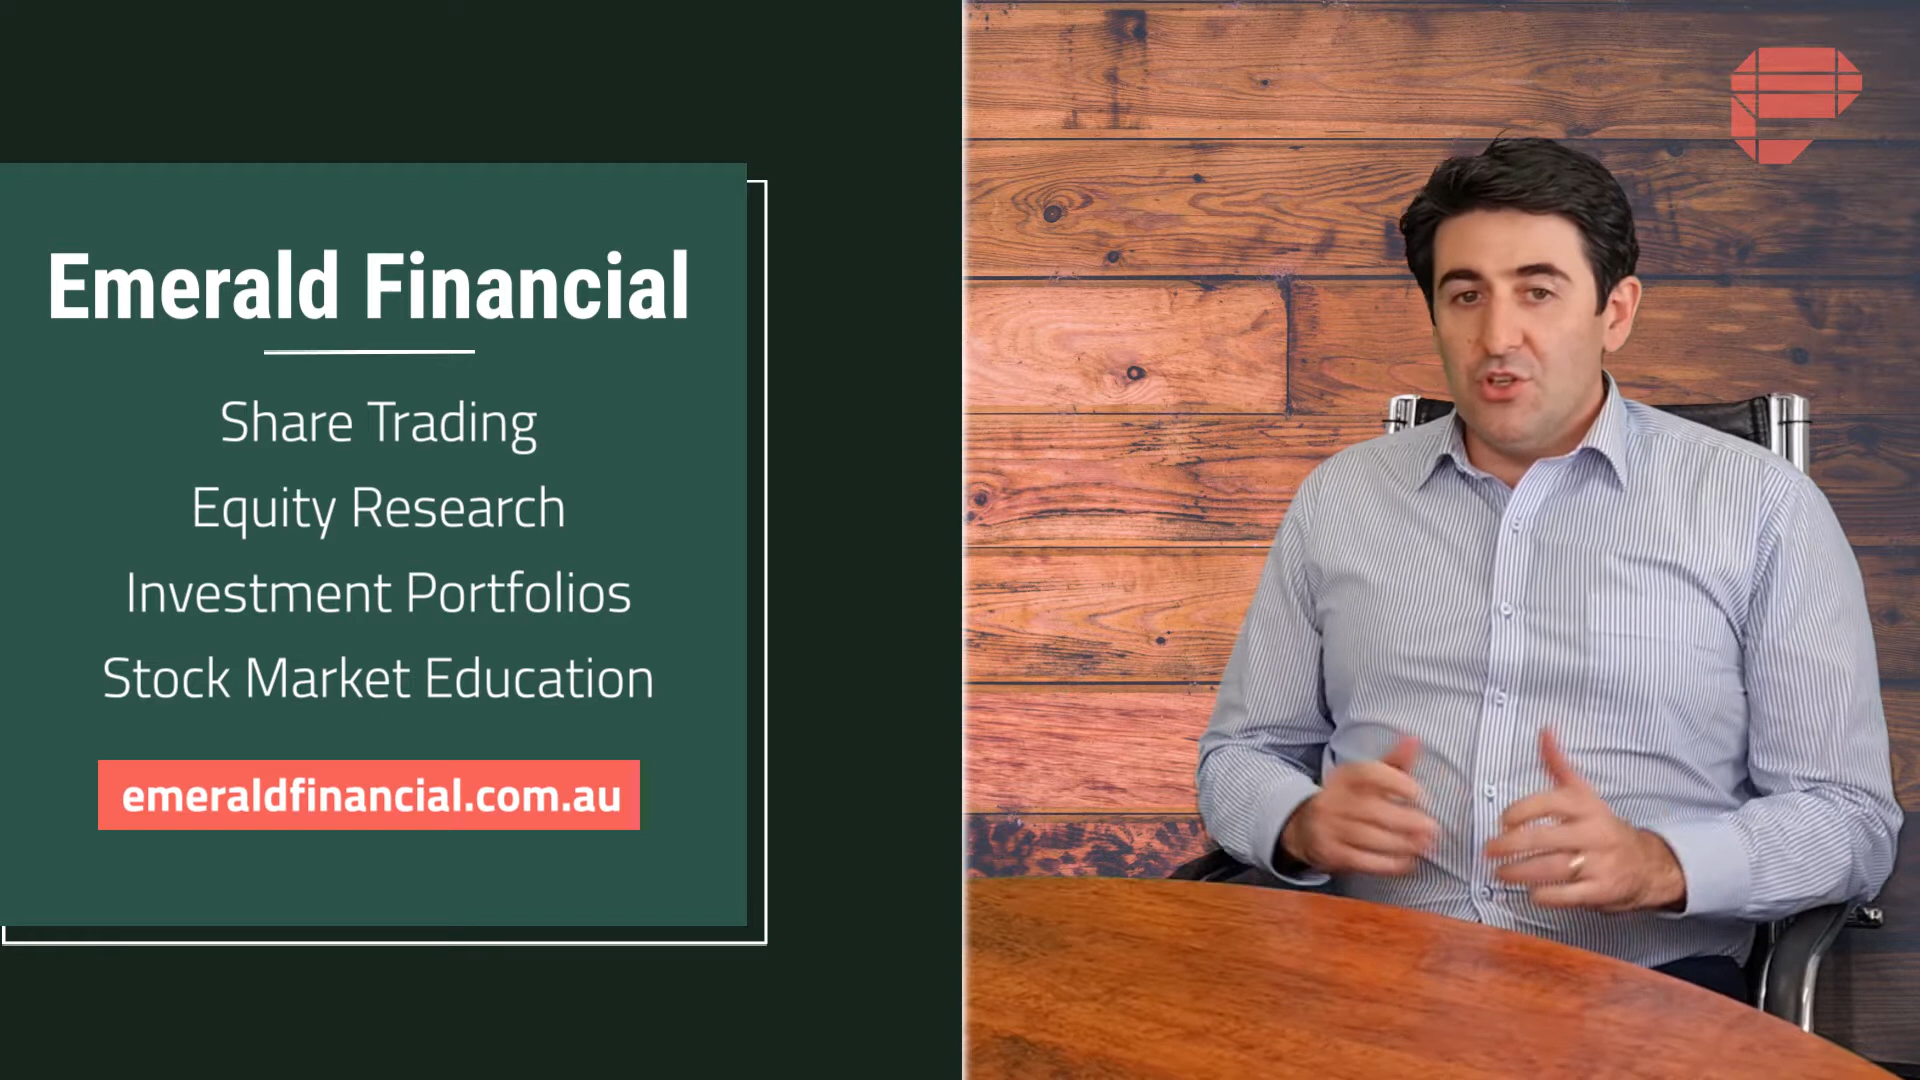 Emerald Financial
Share Trading
Equity Research
Investment Portfolios
Stock Market Education
emeraldfinancial.com.au